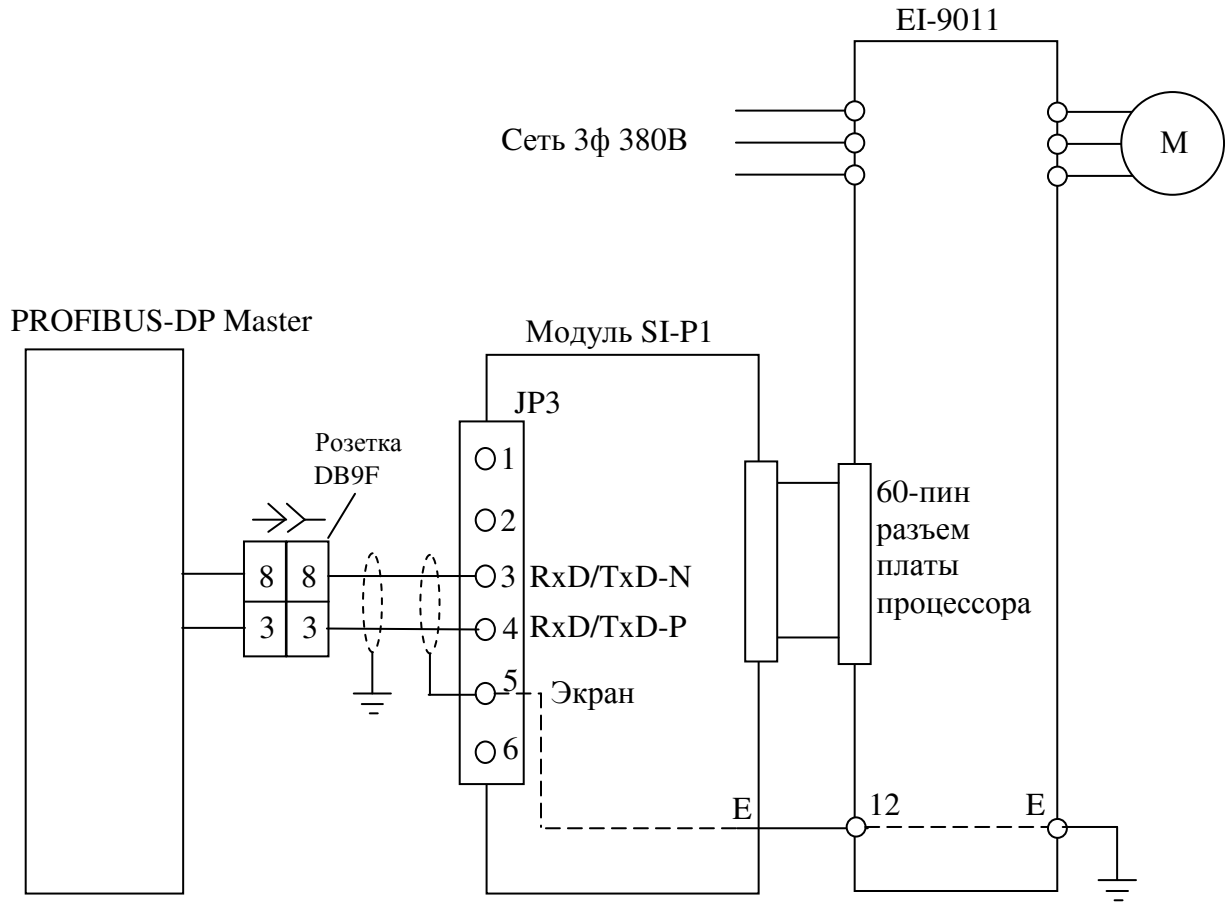 EI-9011
Сеть 3ф 380В
М
PROFIBUS-DP Master
Модуль SI-P1
JP3
Розетка
DB9F
1
2
8 8
3 RxD/TxD-N
3 3
4 RxD/TxD-P
5 Экран
6
60-пин
разъем
платы
процессора
E
12
E